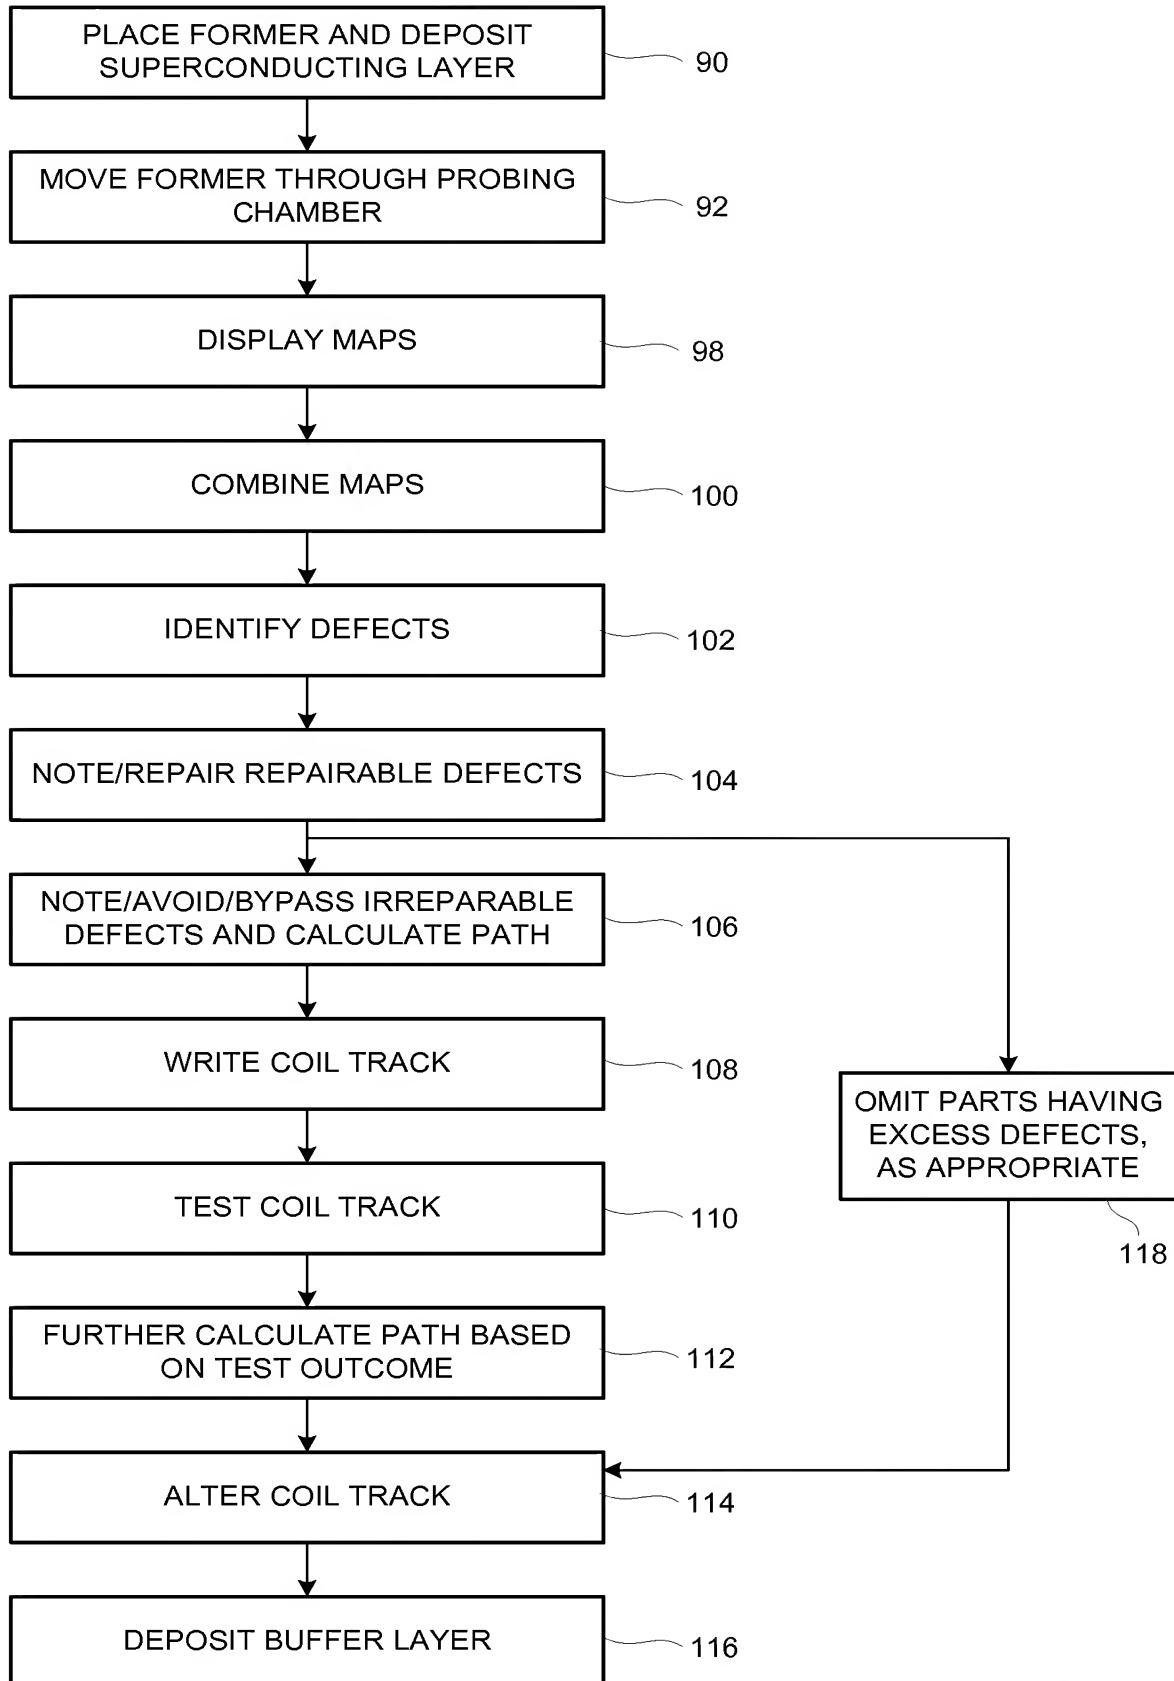 PLACE FORMER AND DEPOSIT
SUPERCONDUCTING LAYER
90
MOVE FORMER THROUGH PROBING
CHAMBER
92
DISPLAY MAPS
98
COMBINE MAPS
100
IDENTIFY DEFECTS
102
NOTE/REPAIR REPAIRABLE DEFECTS
104
NOTE/AVOID/BYPASS IRREPARABLE
DEFECTS AND CALCULATE PATH
106
WRITE COIL TRACK
108
OMIT PARTS HAVING
EXCESS DEFECTS,
AS APPROPRIATE
118
TEST COIL TRACK
110
FURTHER CALCULATE PATH BASED
ON TEST OUTCOME
112
ALTER COIL TRACK
114
DEPOSIT BUFFER LAYER
116